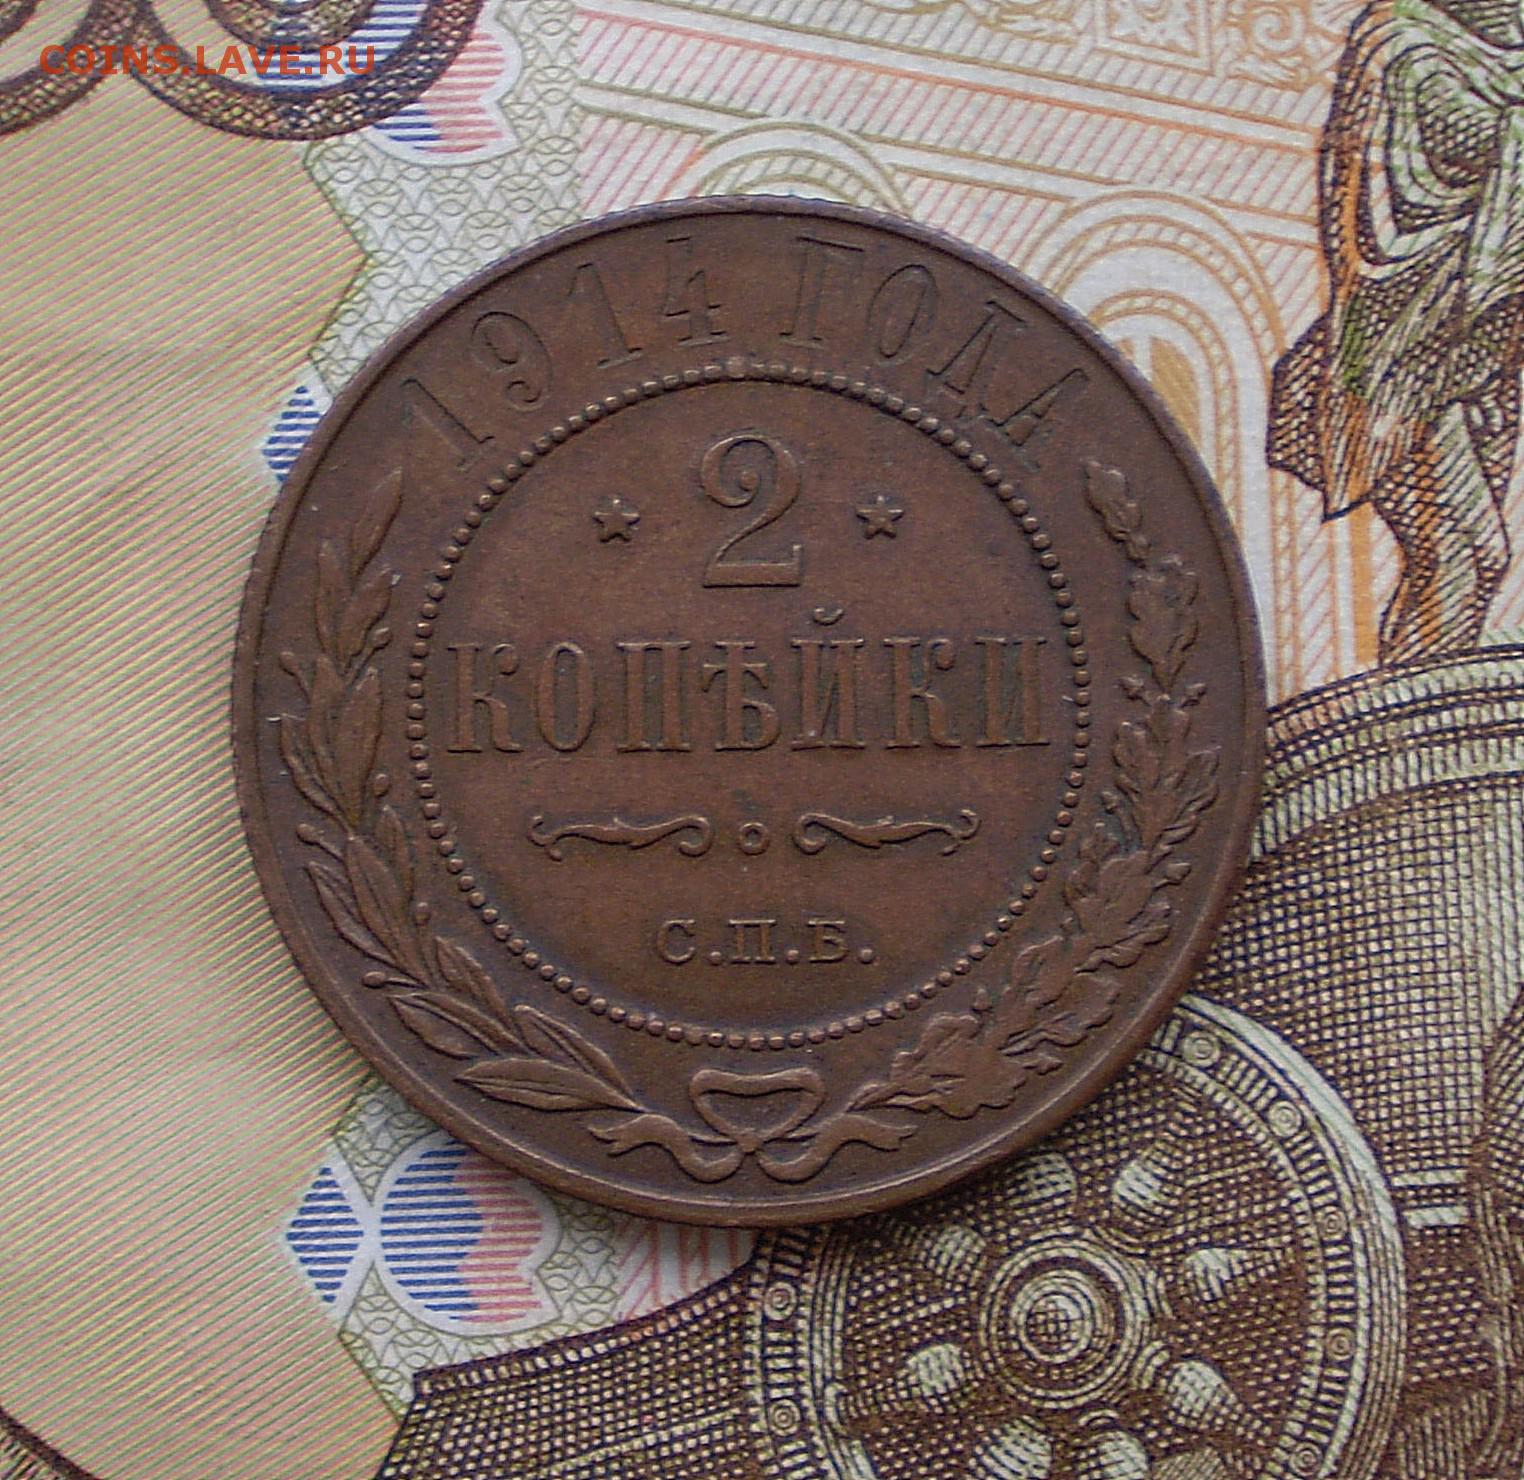 COINS.LAVE.RU
1914 ГОДА
2
КОПѢЙКИ
С.П.Б.